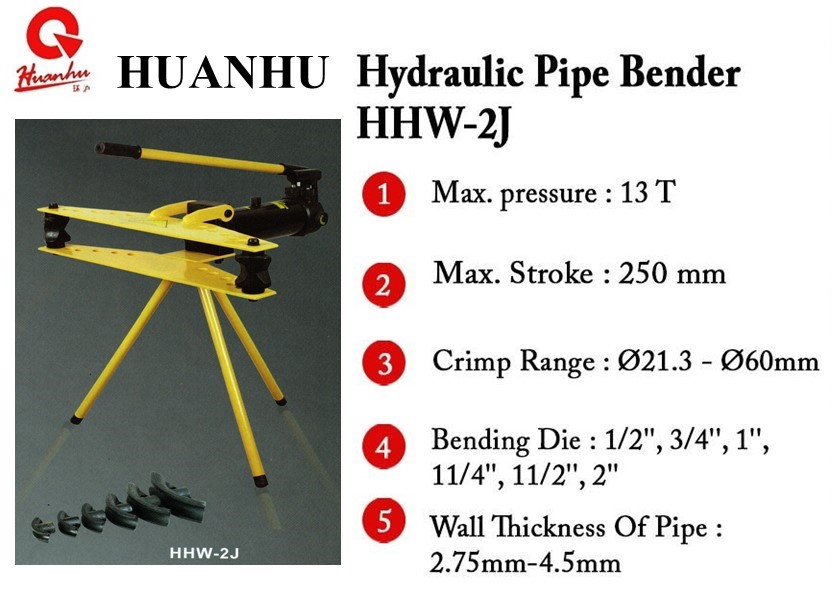 Huanhu
环户
HUANHU
Hydraulic Pipe Bender
HHW-2J
1 Max. pressure : 13 T
2 Max. Stroke : 250 mm
3 Crimp Range : Ø21.3 - Ø60mm
4 Bending Die : 1/2", 3/4", 1",
11/4", 11/2", 2"
5 Wall Thickness Of Pipe :
2.75mm-4.5mm
HHW-2J